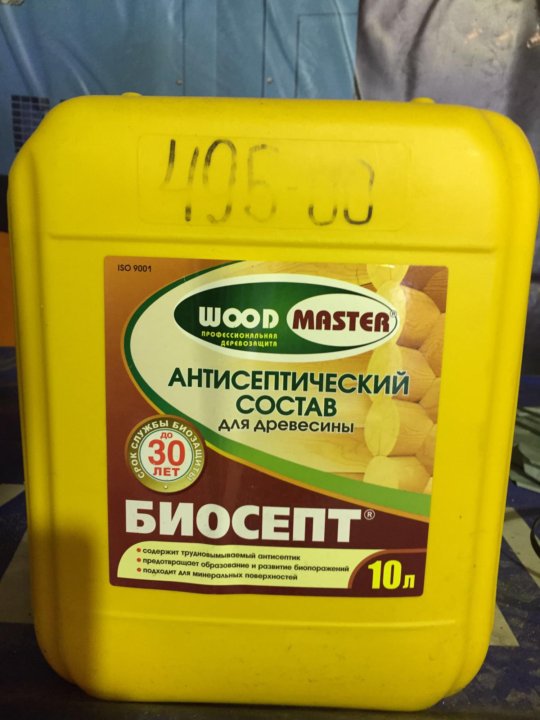 495-00
ISO 9001
WOOD MASTER®
ПРОФЕССИОНАЛЬНАЯ
ДЕРЕВОЗАЩИТА
АНТИСЕПТИЧЕСКИЙ
СОСТАВ
для древесины
СРОК СЛУЖБЫ БИОЗАЩИТЫ
ДО
30
ЛЕТ
БИОСЕПТ®
• содержит трудновымываемый антисептик
• предотвращает образование и развитие биопоражений
• подходит для минеральных поверхностей
10 л